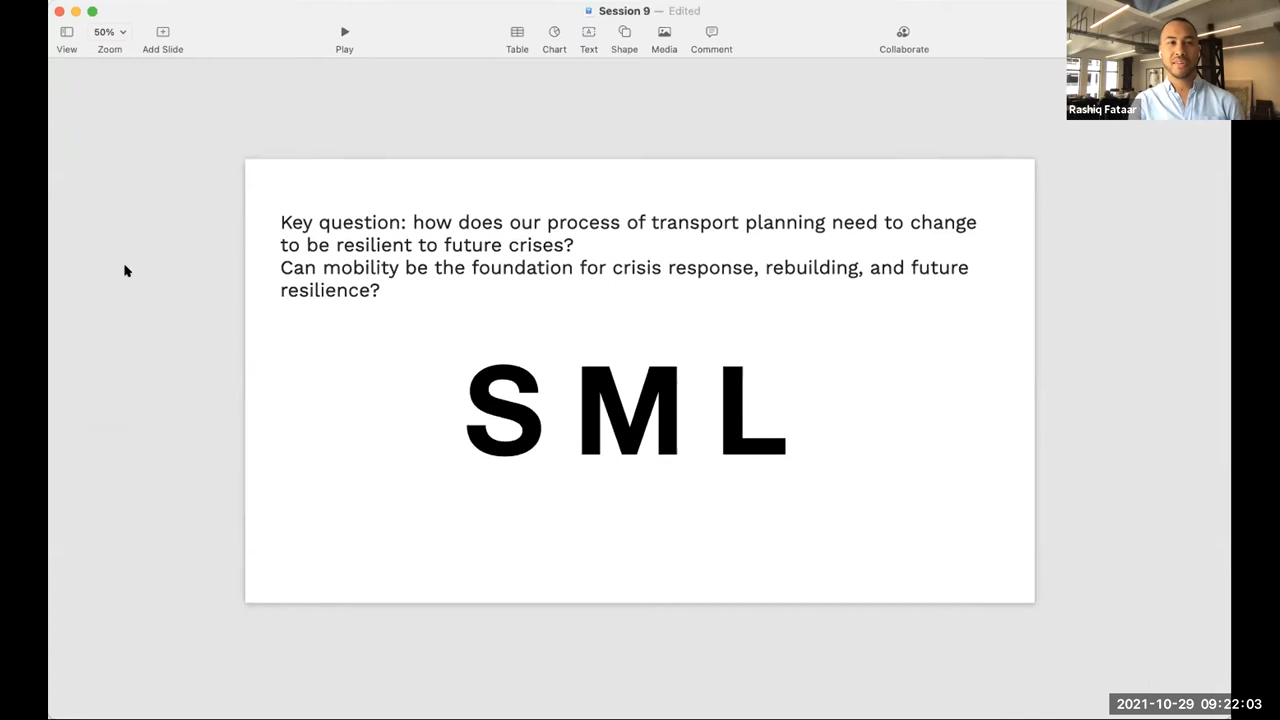 Session 9 — Edited
50%
View
Zoom
Add Slide
Play
Table
Chart
Text
Shape
Media
Comment
Collaborate
Rashiq Fataar
Key question: how does our process of transport planning need to change
to be resilient to future crises?
Can mobility be the foundation for crisis response, rebuilding, and future
resilience?
S M L
2021-10-29 09:22:03